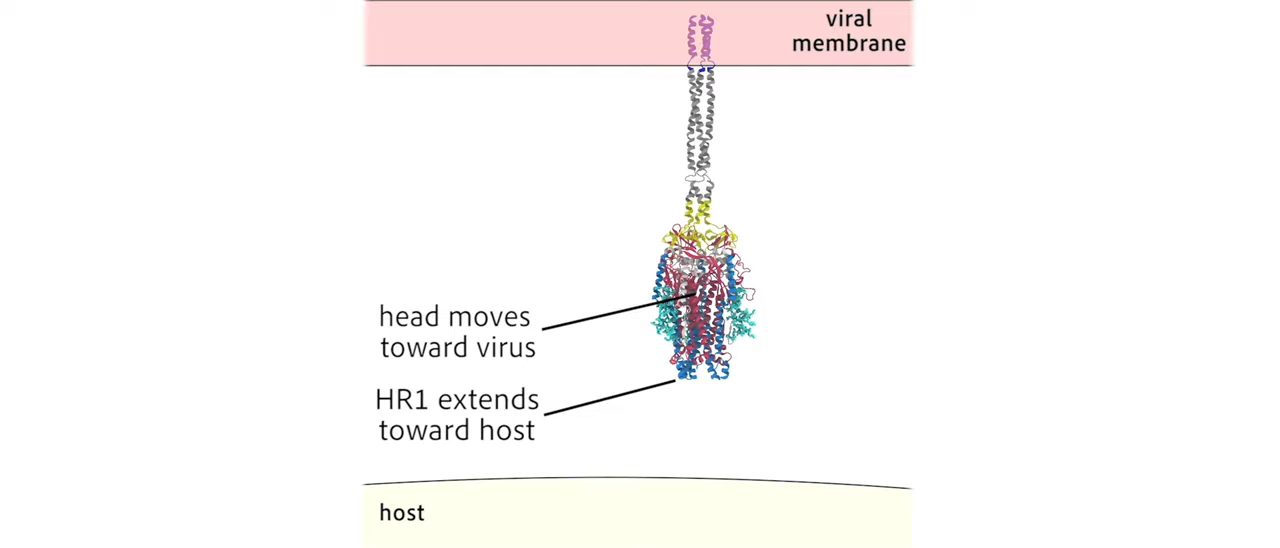 viral
membrane
head moves
toward virus
HR1 extends
toward host
host